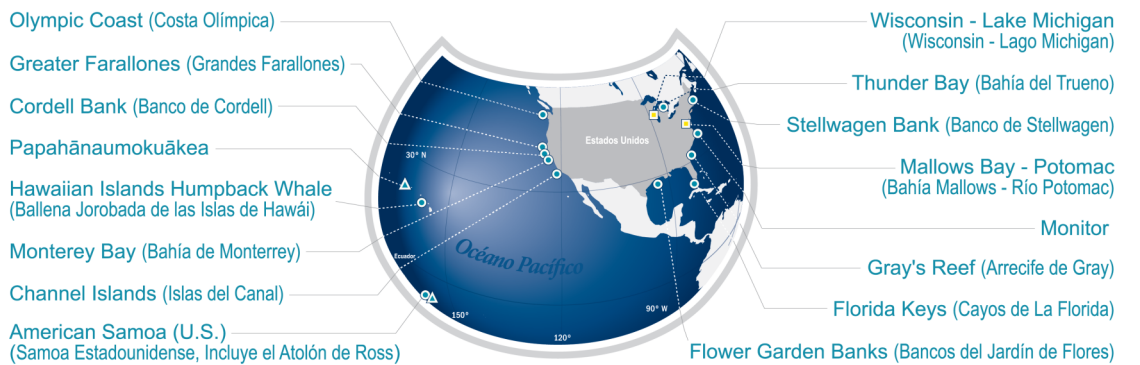 Olympic Coast (Costa Olímpica)
Greater Farallones (Grandes Farallones)
Cordell Bank (Banco de Cordell)
Papahānaumokuākea
Hawaiian Islands Humpback Whale
(Ballena Jorobada de las Islas de Hawái)
Monterey Bay (Bahía de Monterrey)
Channel Islands (Islas del Canal)
American Samoa (U.S.)
(Samoa Estadounidense, Incluye el Atolón de Ross)
30° N
Estados Unidos
Ecuador
Océano Pacífico
150°
120°
90° W
Wisconsin - Lake Michigan
(Wisconsin - Lago Michigan)
Thunder Bay (Bahía del Trueno)
Stellwagen Bank (Banco de Stellwagen)
Mallows Bay - Potomac
(Bahía Mallows - Río Potomac)
Monitor
Gray's Reef (Arrecife de Gray)
Florida Keys (Cayos de La Florida)
Flower Garden Banks (Bancos del Jardín de Flores)